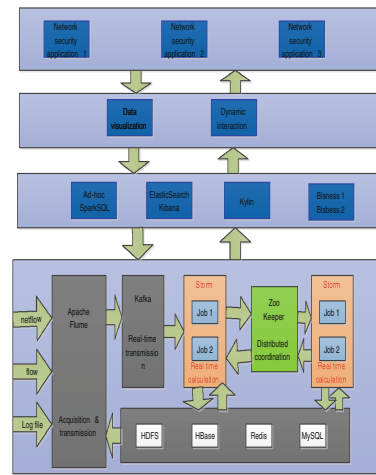 Network security application 1
Network security application 2
Network security application 3
Data visualization
Dynamic interaction
Ad-hoc SparkSQL
ElasticSearch Kibana
Kylin
Bisness 1
Bisbess 2
netflow
flow
Log file
Apache Flume
Acquisition & transmission
Kafka
Real-time transmissio
n
Storm
Job 1
Job 2
Real time calculation
Zoo Keeper
Distributed coordination
Storm
Job 1
Job 2
Real time calculation
HDFS
HBase
Redis
MySQL